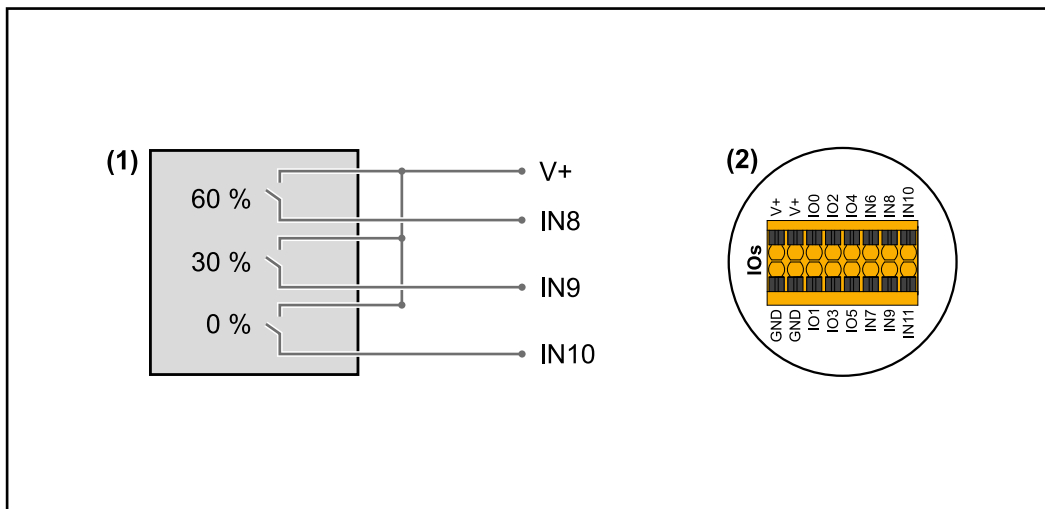 (1)
60 %
30 %
0 %
V+
IN8
IN9
IN10
(2)
V+ V+ IO0 IO2 IO4 IN6 IN8 IN10
IOs
GND GND IO1 IO3 IO5 IN7 IN9 IN11